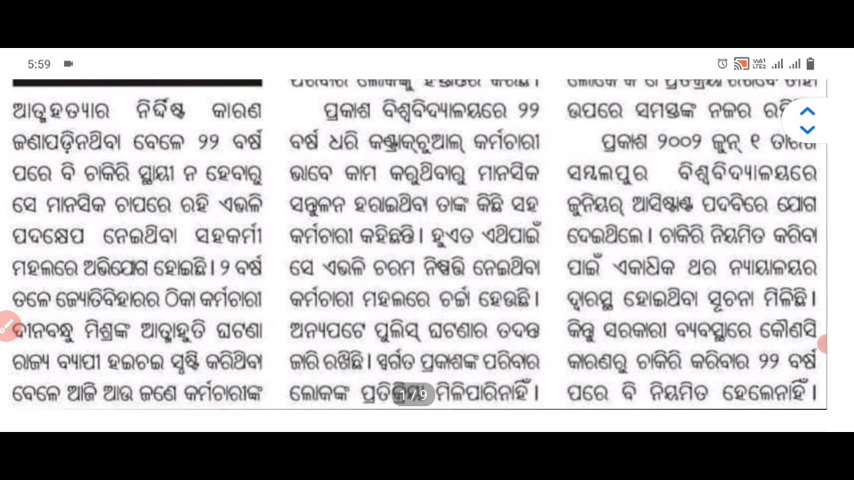 5:59
ଆତ୍ମହତ୍ୟାର ନିର୍ଦ୍ଦିଷ୍ଟ କାରଣ
ଜଣାପଡ଼ିନଥିବା ବେଳେ ୨୨ ବର୍ଷ
ପରେ ବି ଚାକିରି ସ୍ଥାୟୀ ନ ହେବାରୁ
ସେ ମାନସିକ ଚାପରେ ରହି ଏଭଳି
ପଦକ୍ଷେପ ନେଇଥିବା ସହକର୍ମୀ
ମହଲରେ ଅଭିଯୋଗ ହୋଇଛି । ୨ ବର୍ଷ
ତଳେ ଜ୍ୟୋତିବିହାରର ଠିକା କର୍ମଚାରୀ
ଦୀନବନ୍ଧୁ ମିଶ୍ରଙ୍କ ଆତ୍ମାହୁତି ଘଟଣା
ରାଜ୍ୟ ବ୍ୟାପୀ ହଇଚଇ ସୃଷ୍ଟି କରିଥିବା
ବେଳେ ଆଜି ଆଉ ଜଣେ କର୍ମଚାରୀଙ୍କ
ପ୍ରକାଶ ବିଶ୍ୱବିଦ୍ୟାଳୟରେ ୨୨
ବର୍ଷ ଧରି କଣ୍ଟ୍ରାକ୍ଚୁଆଲ୍ କର୍ମଚାରୀ
ଭାବେ କାମ କରୁଥିବାରୁ ମାନସିକ
ସନ୍ତୁଳନ ହରାଇଥିବା ତାଙ୍କ କିଛି ସହ
କର୍ମଚାରୀ କହିଛନ୍ତି । ହୁଏତ ଏଥିପାଇଁ
ସେ ଏଭଳି ଚରମ ନିଷ୍ପତ୍ତି ନେଇଥିବା
କର୍ମଚାରୀ ମହଲରେ ଚର୍ଚ୍ଚା ହେଉଛି ।
ଅନ୍ୟପଟେ ପୁଲିସ୍ ଘଟଣାର ତଦନ୍ତ
ଜାରି ରଖିଛି । ସ୍ୱର୍ଗତ ପ୍ରକାଶଙ୍କ ପରିବାର
ଲୋକଙ୍କ ପ୍ରତିକ୍ରିୟା ମିଳିପାରିନାହିଁ ।
ଉପରେ ସମସ୍ତଙ୍କ ନଜର
ପ୍ରକାଶ ୨୦୦୨ ଜୁନ୍ ୧
ସମ୍ବଲପୁର ବିଶ୍ୱବିଦ୍ୟାଳୟରେ
ଜୁନିୟର୍ ଆସିଷ୍ଟାଣ୍ଟ ପଦବିରେ ଯୋଗ
ଦେଇଥିଲେ । ଚାକିରି ନିୟମିତ କରିବା
ପାଇଁ ଏକାଧିକ ଥର ନ୍ୟାୟାଳୟର
ଦ୍ୱାରସ୍ଥ ହୋଇଥିବା ସୂଚନା ମିଳିଛି ।
କିନ୍ତୁ ସରକାରୀ ବ୍ୟବସ୍ଥାରେ କୌଣସି
କାରଣରୁ ଚାକିରି କରିବାର ୨୨ ବର୍ଷ
ପରେ ବି ନିୟମିତ ହେଲେନାହିଁ ।
1/9